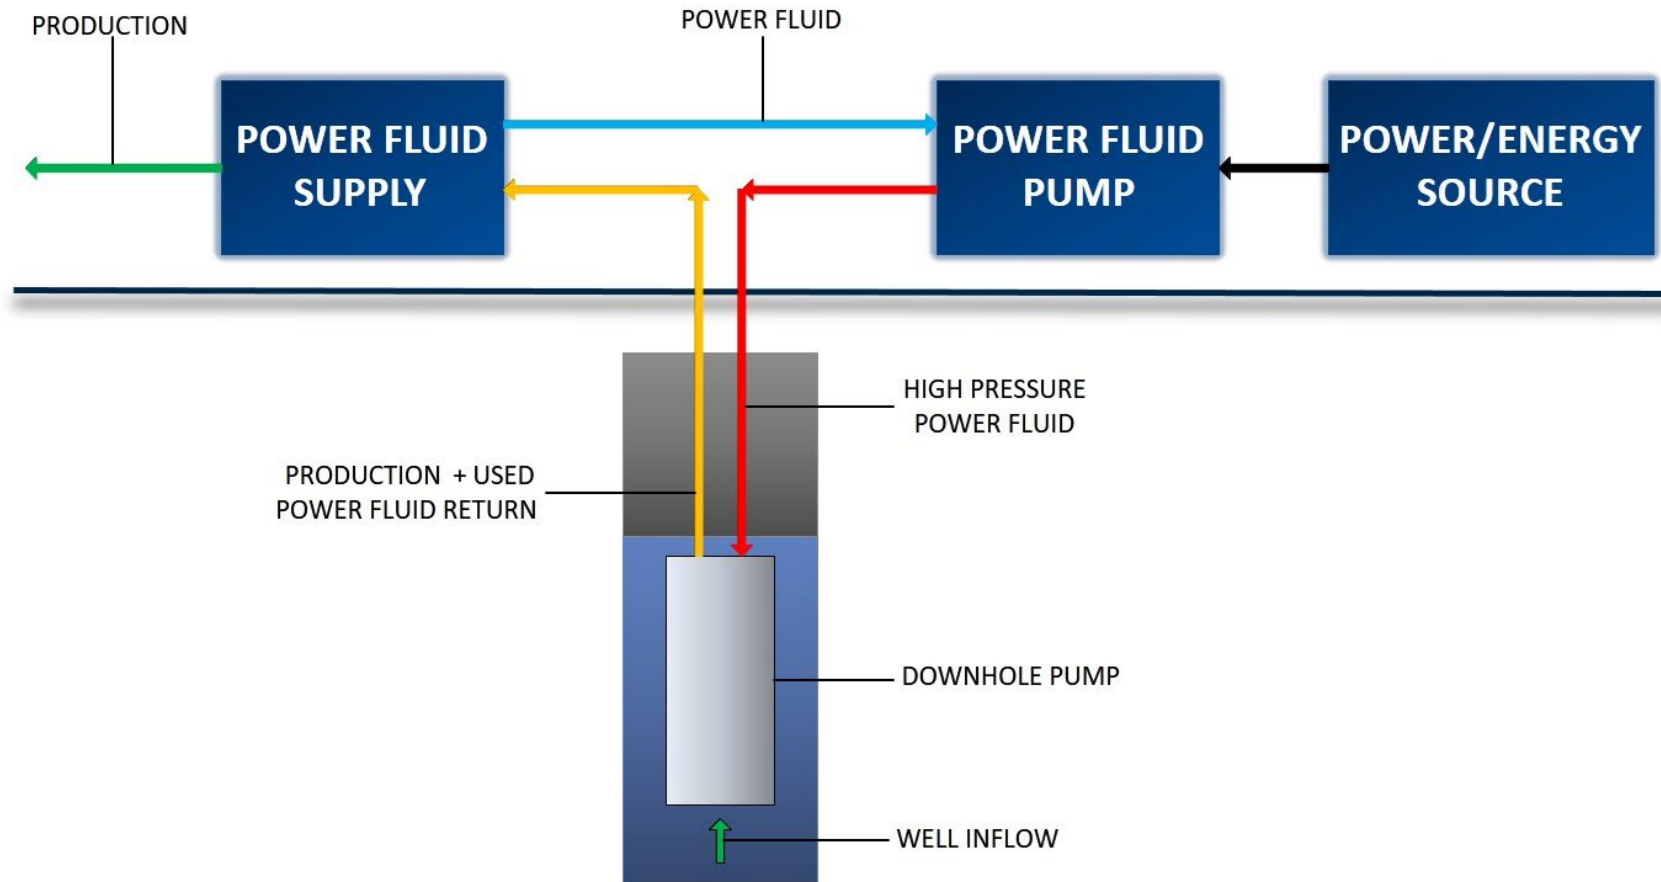 PRODUCTION
POWER FLUID
POWER FLUID
SUPPLY
POWER FLUID
PUMP
POWER/ENERGY
SOURCE
HIGH PRESSURE
POWER FLUID
PRODUCTION + USED
POWER FLUID RETURN
DOWNHOLE PUMP
WELL INFLOW